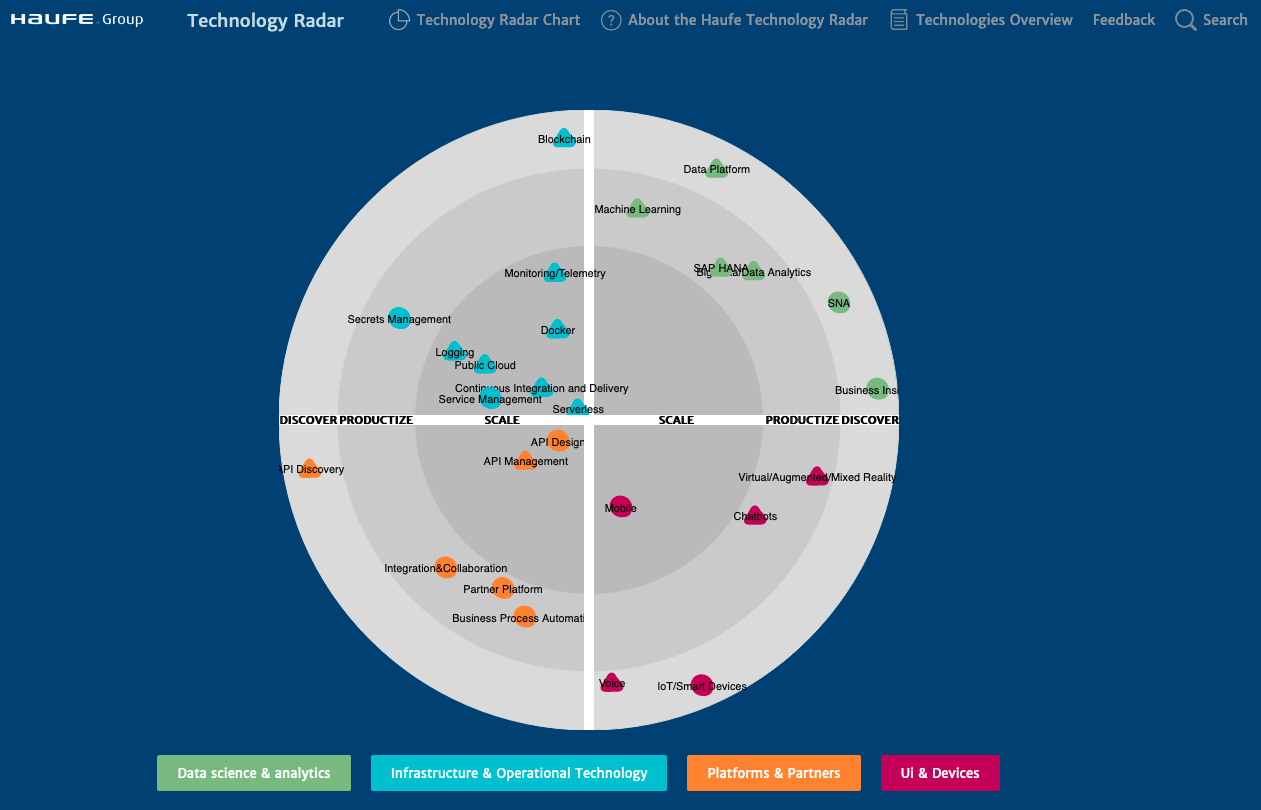 HAUFE. Group
Technology Radar
Technology Radar Chart
About the Haufe Technology Radar
Technologies Overview
Feedback
Search
Blockchain
Data Platform
Machine Learning
Monitoring/Telemetry
SAP HANA
Big a/Data Analytics
SNA
Secrets Management
Docker
Logging
Public Cloud
Continuous Integration and Delivery
Business Insi
Service Management
Serverless
DISCOVER PRODUCTIZE SCALE SCALE PRODUCTIZE DISCOVER
API Design
API Management
PI Discovery
Virtual/Augmented/Mixed Reality
Mobile
Chatbots
Integration&Collaboration
Partner Platform
Business Process Automati
Voice
IoT/Smart Devices
Data science & analytics
Infrastructure & Operational Technology
Platforms & Partners
Ui & Devices